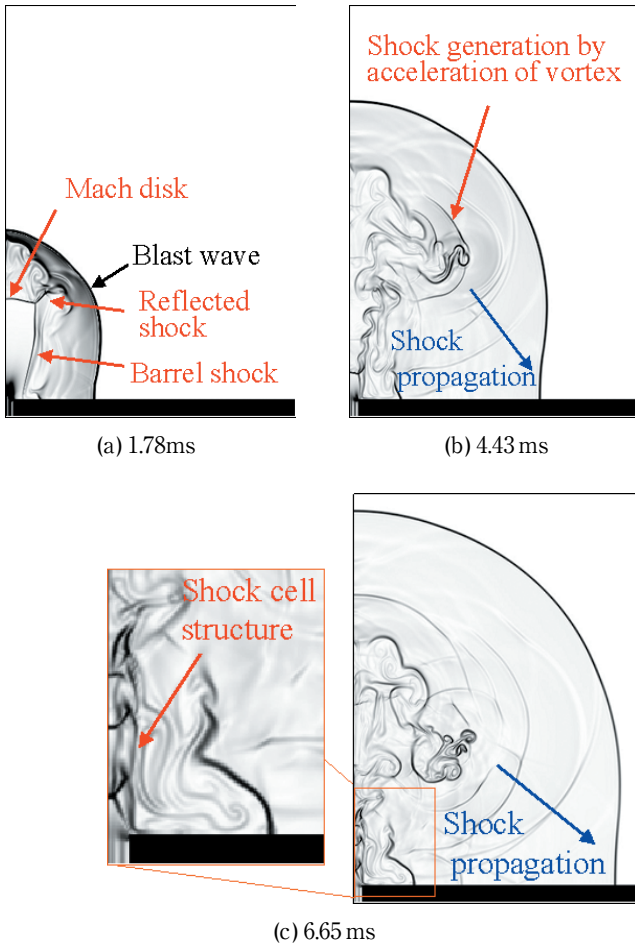 Mach disk
Blast wave
Reflected
shock
Barrel shock
(a) 1.78ms
Shock generation by
acceleration of vortex
Shock
propagation
(b) 4.43 ms
Shock cell
structure
Shock
propagation
(c) 6.65 ms